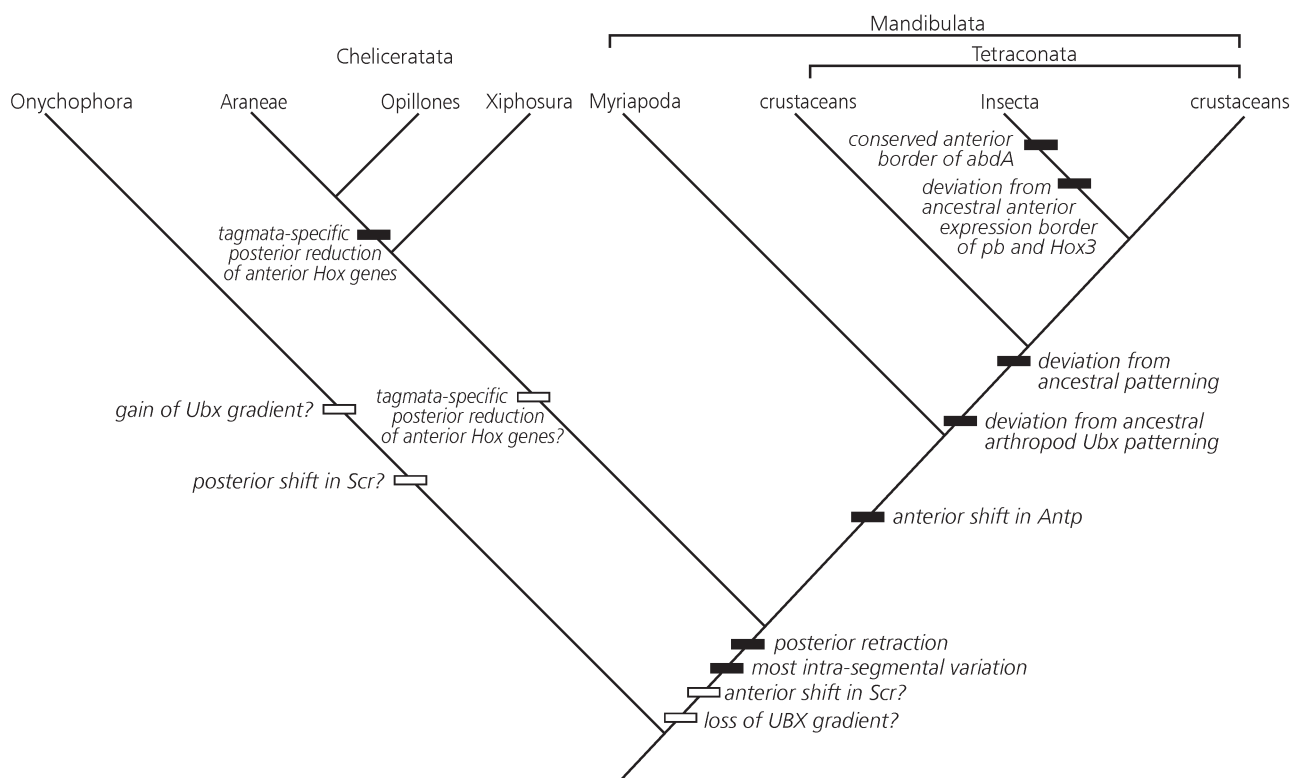 Mandibulata
Tetraconata
Cheliceratata
Onychophora
Araneae
Opillones
Xiphosura
Myriapoda
crustaceans
Insecta
crustaceans
conserved anterior
border of abdA
deviation from
ancestral anterior
expression border
of pb and Hox3
tagmata-specific
posterior reduction
of anterior Hox genes
deviation from
ancestral patterning
tagmata-specific
posterior reduction
of anterior Hox genes?
gain of Ubx gradient?
deviation from ancestral
arthropod Ubx patterning
posterior shift in Scr?
anterior shift in Antp
posterior retraction
most intra-segmental variation
anterior shift in Scr?
loss of UBX gradient?